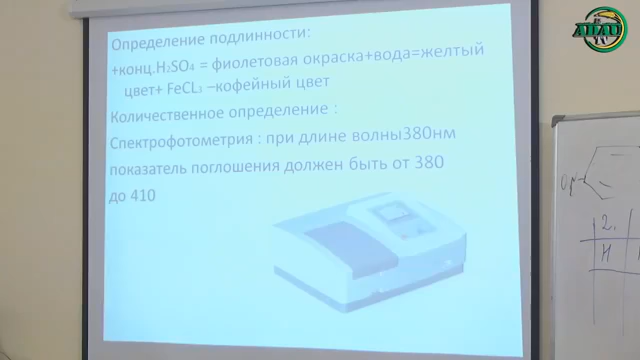 Определение подлинности:
+конц.H₂SO₄ = фиолетовая окраска+вода=желтый
цвет+ FeCL₃ –кофейный цвет
Количественное определение :
Спектрофотометрия : при длине волны380нм
показатель поглошения должен быть от 380
до 410
2.
H